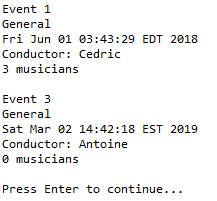 Event 1
General
Fri Jun 01 03:43:29 EDT 2018
Conductor: Cedric
3 musicians

Event 3
General
Sat Mar 02 14:42:18 EST 2019
Conductor: Antoine
0 musicians

Press Enter to continue...